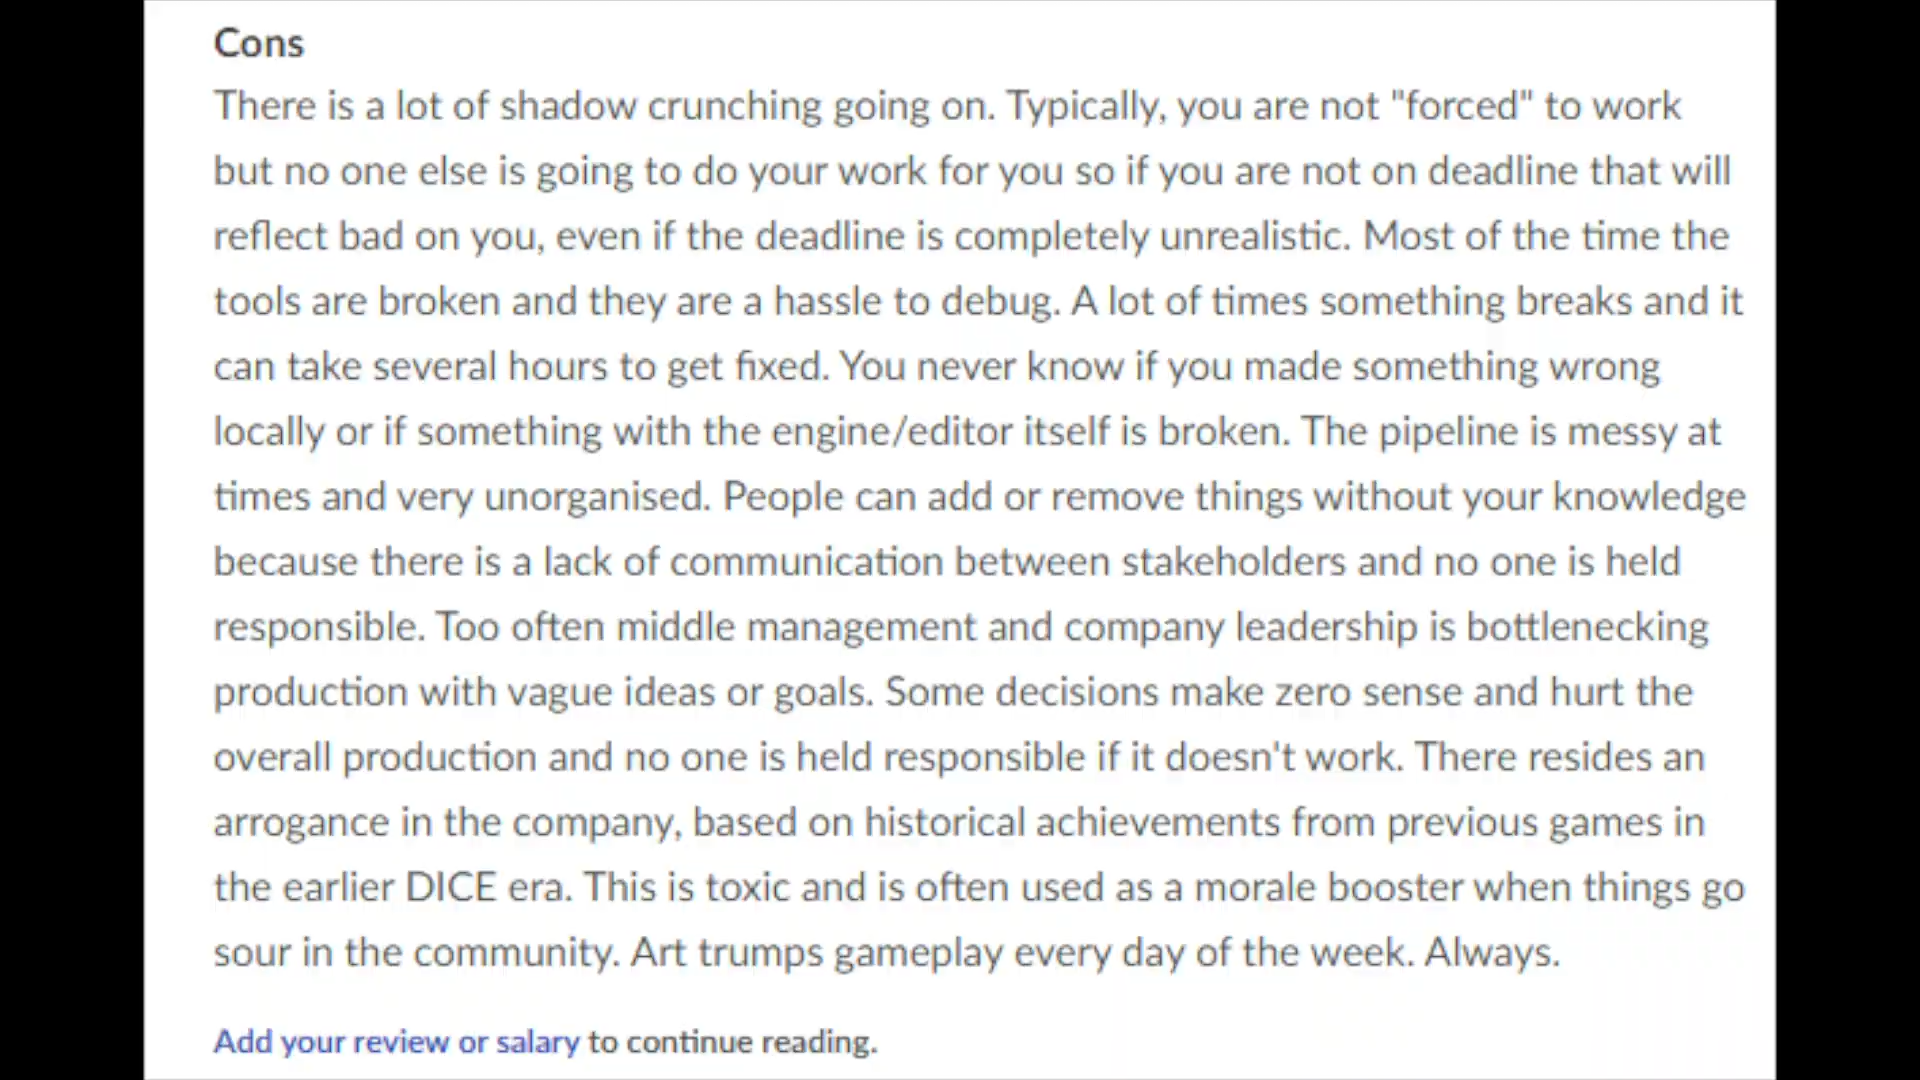 Cons
There is a lot of shadow crunching going on. Typically, you are not "forced" to work
but no one else is going to do your work for you so if you are not on deadline that will
reflect bad on you, even if the deadline is completely unrealistic. Most of the time the
tools are broken and they are a hassle to debug. A lot of times something breaks and it
can take several hours to get fixed. You never know if you made something wrong
locally or if something with the engine/editor itself is broken. The pipeline is messy at
times and very unorganised. People can add or remove things without your knowledge
because there is a lack of communication between stakeholders and no one is held
responsible. Too often middle management and company leadership is bottlenecking
production with vague ideas or goals. Some decisions make zero sense and hurt the
overall production and no one is held responsible if it doesn't work. There resides an
arrogance in the company, based on historical achievements from previous games in
the earlier DICE era. This is toxic and is often used as a morale booster when things go
sour in the community. Art trumps gameplay every day of the week. Always.
Add your review or salary to continue reading.